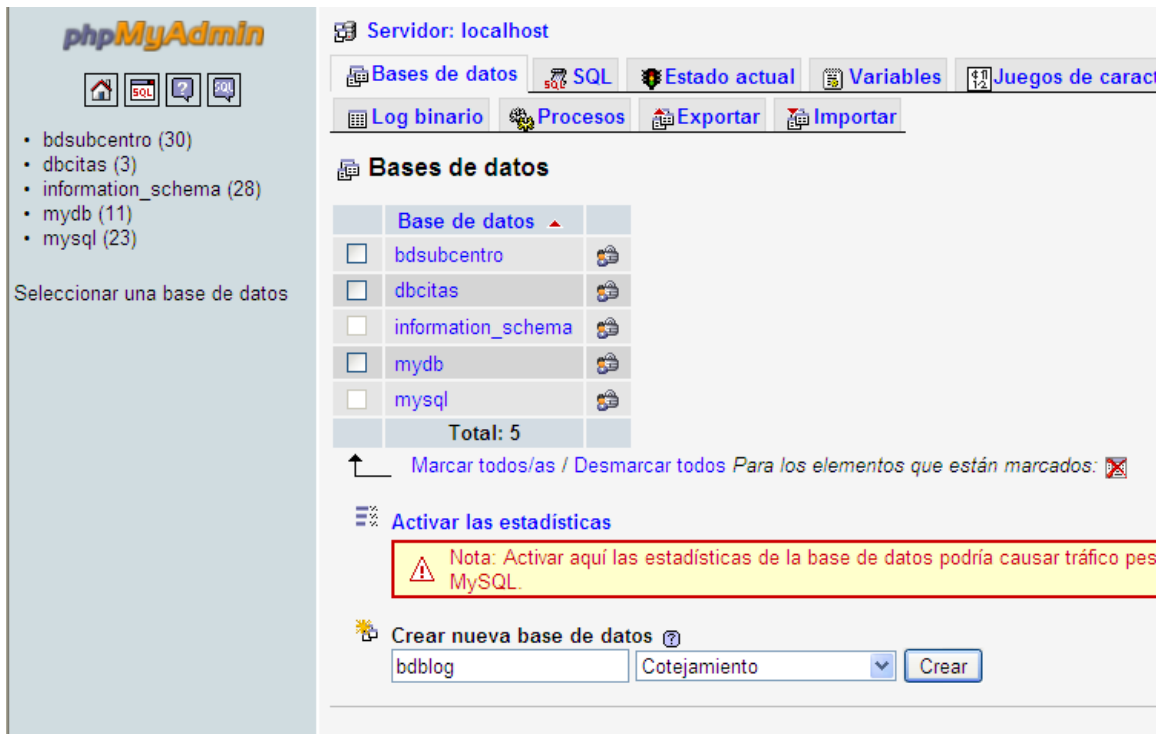 phpMyAdmin
SQL
SQL
• bdsubcentro (30)
• dbcitas (3)
• information_schema (28)
• mydb (11)
• mysql (23)
Seleccionar una base de datos
Servidor: localhost
Bases de datos SQL Estado actual Variables Juegos de caract
Log binario Procesos Exportar Importar
Bases de datos
Base de datos
bdsubcentro
dbcitas
information_schema
mydb
mysql
Total: 5
Marcar todos/as / Desmarcar todos Para los elementos que están marcados:
Activar las estadísticas
Nota: Activar aquí las estadísticas de la base de datos podría causar tráfico pes
MySQL.
Crear nueva base de datos
bdblog Cotejamiento Crear